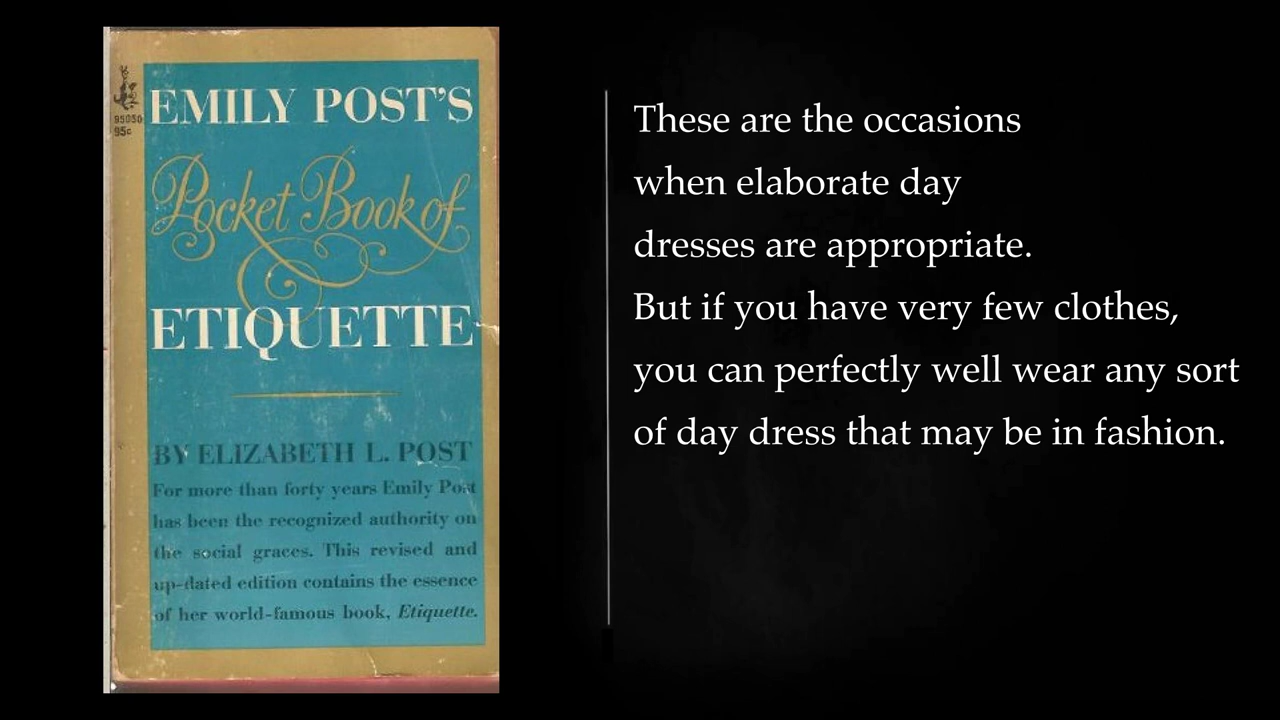 95050
95c
EMILY POST'S
Pocket Book of
ETIQUETTE
BY ELIZABETH L. POST
For more than forty years Emily Post
has been the recognized authority on
the social graces. This revised and
up-dated edition contains the essence
of her world-famous book, Etiquette.
These are the occasions
when elaborate day
dresses are appropriate.
But if you have very few clothes,
you can perfectly well wear any sort
of day dress that may be in fashion.